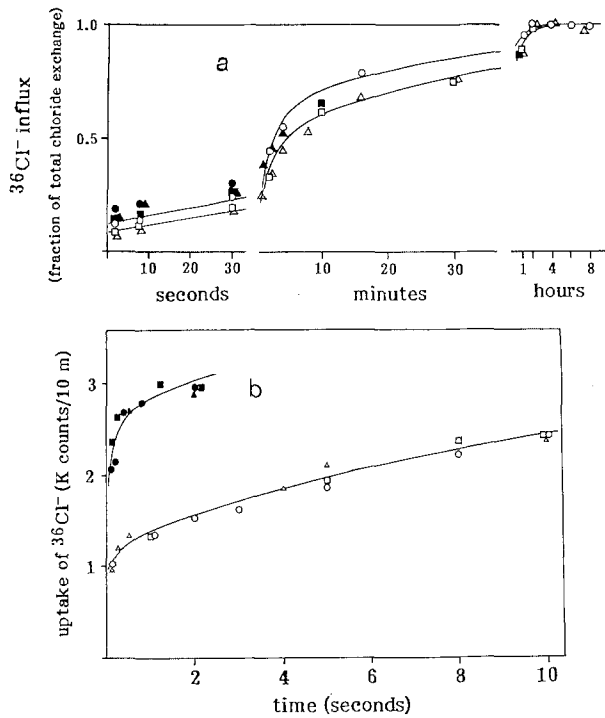 a
³⁶Cl⁻ influx
(fraction of total chloride exchange)
1.0
0.5
10 20 30
seconds
10 20 30
minutes
1 4 8
hours
b
uptake of ³⁶Cl⁻ (K counts/10 m)
3
2
1
2 4 6 8 10
time (seconds)